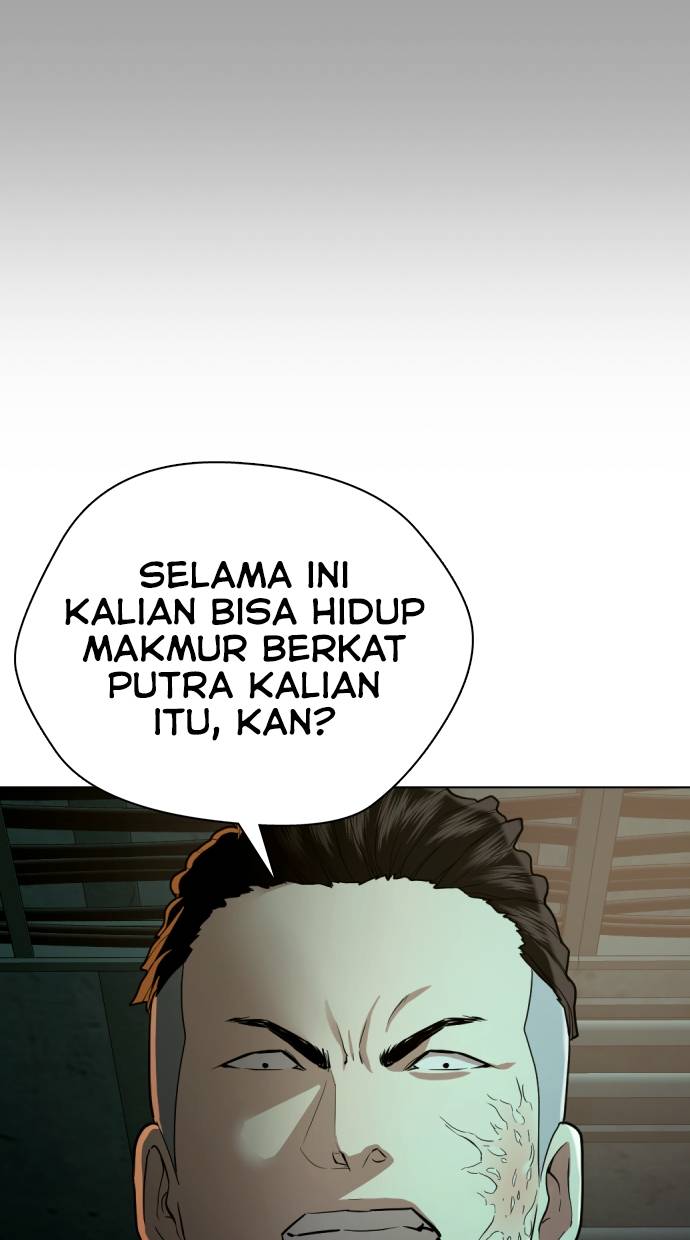 SELAMA INI
KALIAN BISA HIDUP
MAKMUR BERKAT
PUTRA KALIAN
ITU, KAN?